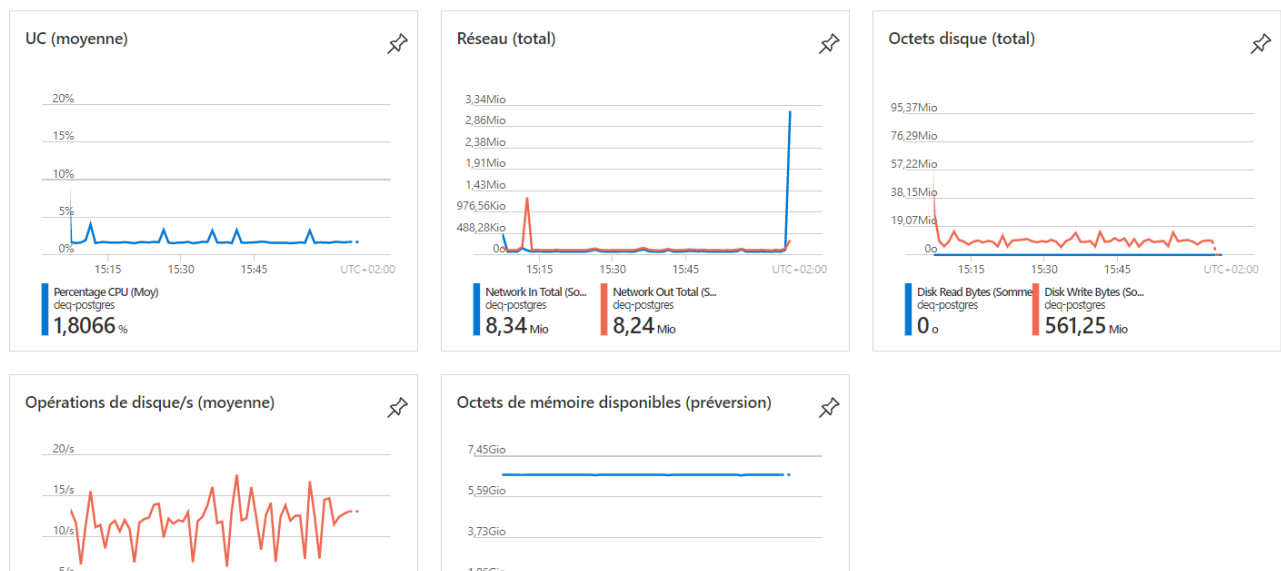 UC (moyenne)
20%
15%
10%
5%
0%
15:15 15:30 15:45 UTC+02:00
Percentage CPU (Moy)
deq-postgres
1,8066 %
Réseau (total)
3,34Mio
2,86Mio
2,38Mio
1,91Mio
1,43Mio
976,56Kio
488,28Kio
0o
15:15 15:30 15:45 UTC+02:00
Network In Total (So...
deq-postgres
8,34 Mio
Network Out Total (S...
deq-postgres
8,24 Mio
Octets disque (total)
95,37Mio
76,29Mio
57,22Mio
38,15Mio
19,07Mio
0o
15:15 15:30 15:45 UTC+02:00
Disk Read Bytes (Somme
deq-postgres
0 o
Disk Write Bytes (So...
deq-postgres
561,25 Mio
Opérations de disque/s (moyenne)
20/s
15/s
10/s
5/s
Octets de mémoire disponibles (préversion)
7,45Gio
5,59Gio
3,73Gio
1,86Gio